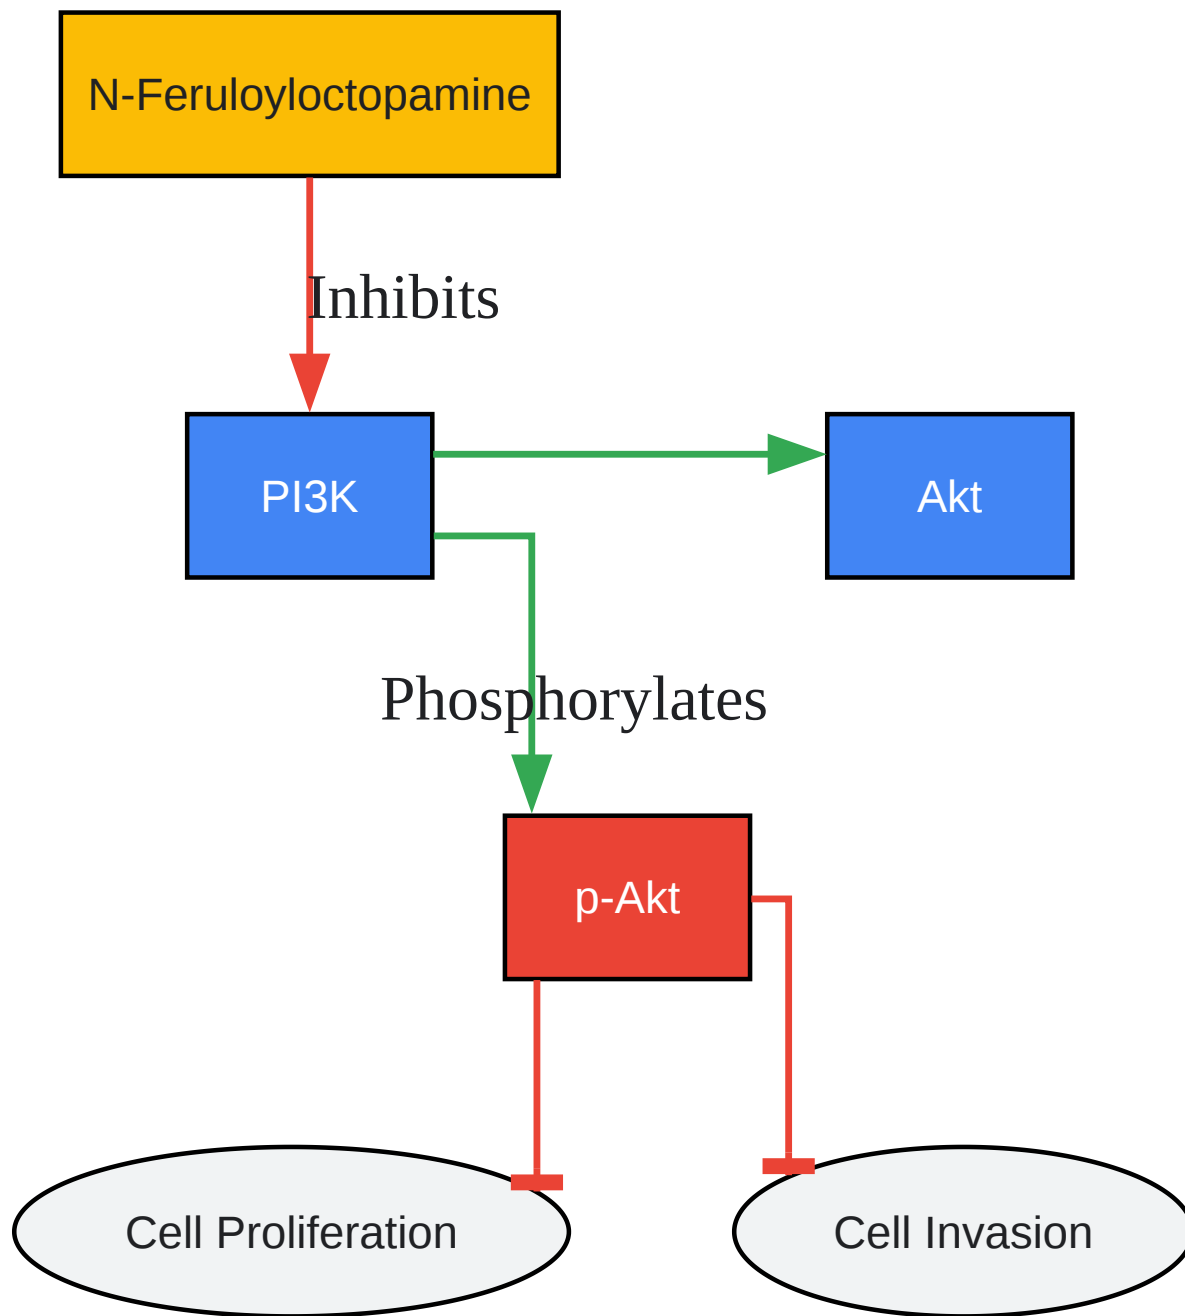 N-Feruloyloctopamine
Inhibits
PI3K
Akt
Phosphorylates
p-Akt
Cell Proliferation
Cell Invasion